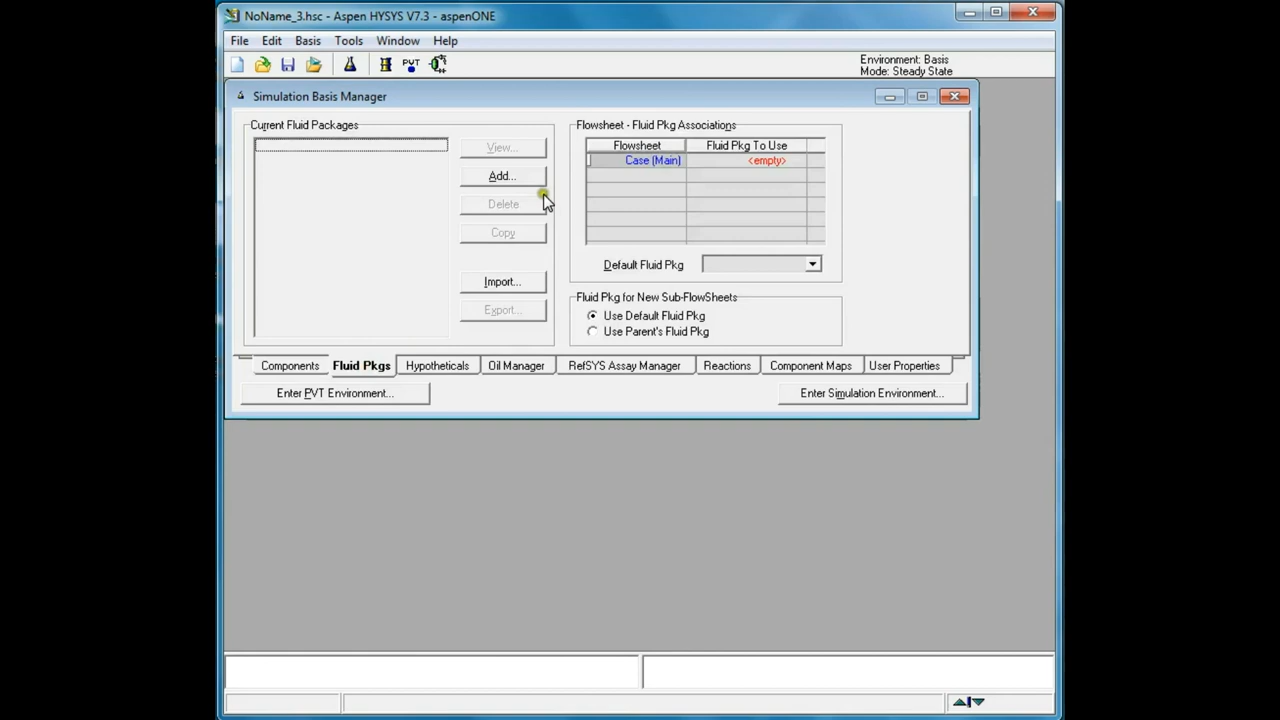 NoName_3.hsc - Aspen HYSYS V7.3 - aspenONE
File Edit Basis Tools Window Help
PVT
Environment: Basis
Mode: Steady State
Simulation Basis Manager
Current Fluid Packages
View...
Add...
Delete
Copy
Import...
Export...
Flowsheet - Fluid Pkg Associations
Flowsheet Fluid Pkg To Use
Case (Main) <empty>
Default Fluid Pkg
Fluid Pkg for New Sub-FlowSheets
Use Default Fluid Pkg
Use Parent's Fluid Pkg
Components Fluid Pkgs Hypotheticals Oil Manager RefSYS Assay Manager Reactions Component Maps User Properties
Enter PVT Environment... Enter Simulation Environment...